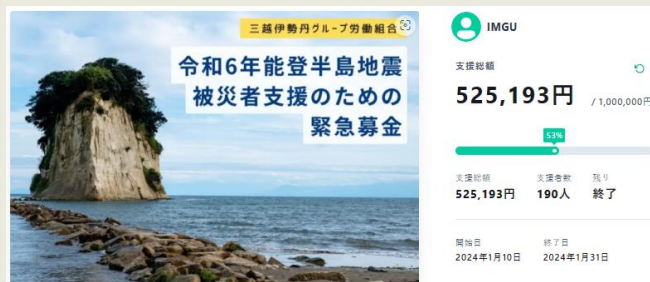 三越伊勢丹グループ労働組合
令和6年能登半島地震
被災者支援のための
緊急募金
IMGU
支援総額
525,193円
/ 1,000,000円
53%
支援総額 支援者数 残り
525,193円 190人 終了
開始日 終了日
2024年1月10日 2024年1月31日